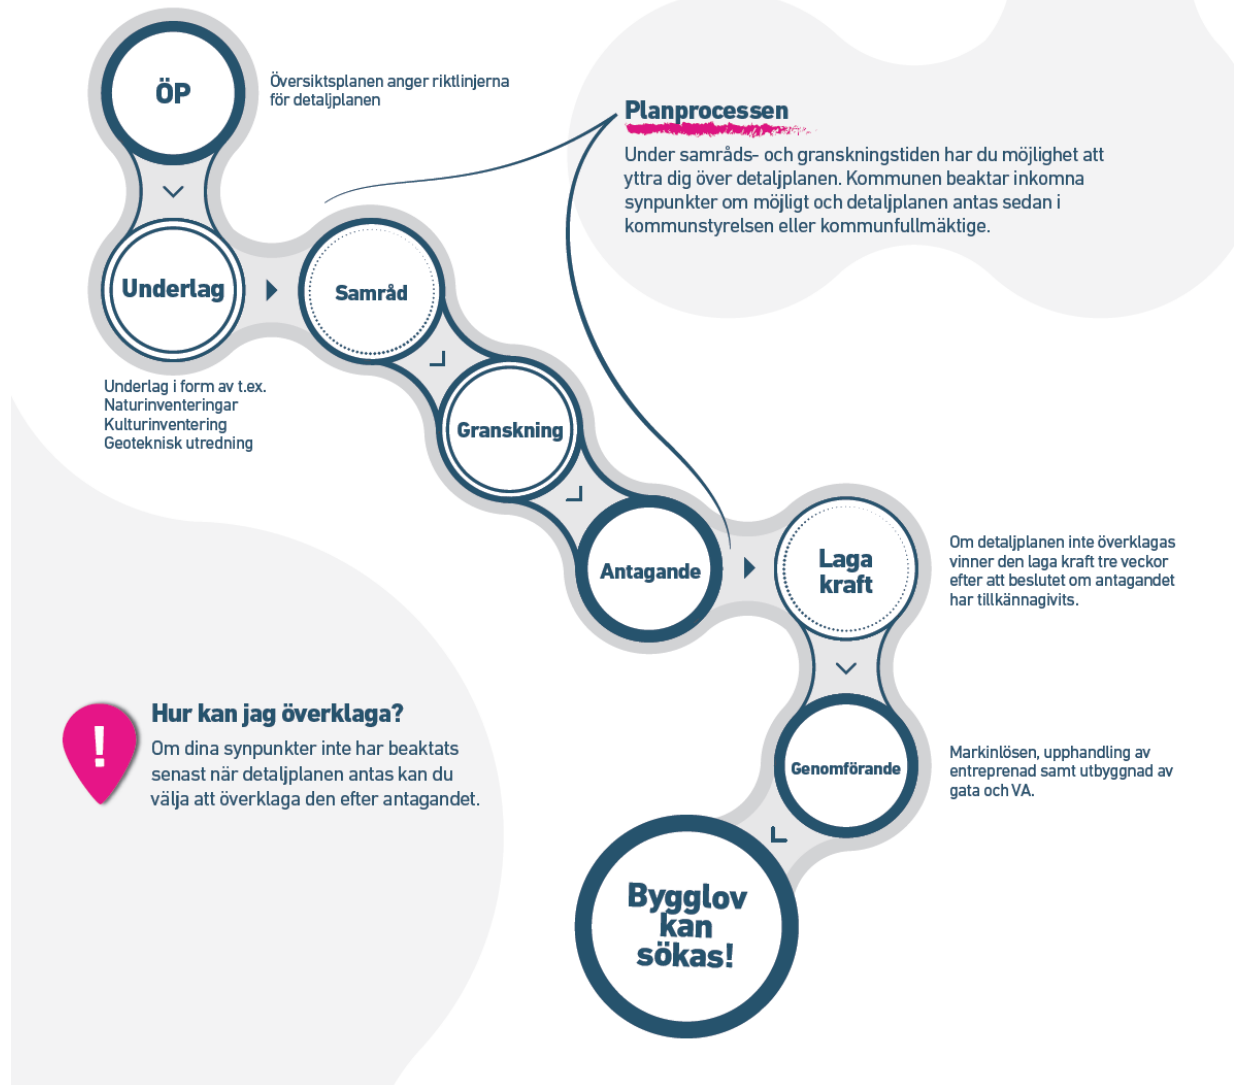 ÖP
Översiktsplanen anger riktlinjerna
för detaljplanen
Planprocessen
Under samråds- och granskningstiden har du möjlighet att
yttra dig över detaljplanen. Kommunen beaktar inkomna
synpunkter om möjligt och detaljplanen antas sedan i
kommunstyrelsen eller kommunfullmäktige.
Underlag
Samråd
Underlag i form av t.ex.
Naturinventeringar
Kulturinventering
Geoteknisk utredning
Granskning
Antagande
Laga
kraft
Om detaljplanen inte överklagas
vinner den laga kraft tre veckor
efter att beslutet om antagandet
har tillkännagivits.
!
Hur kan jag överklaga?
Om dina synpunkter inte har beaktats
senast när detaljplanen antas kan du
välja att överklaga den efter antagandet.
Genomförande
Markinlösen, upphandling av
entreprenad samt utbyggnad av
gata och VA.
Bygglov
kan
sökas!